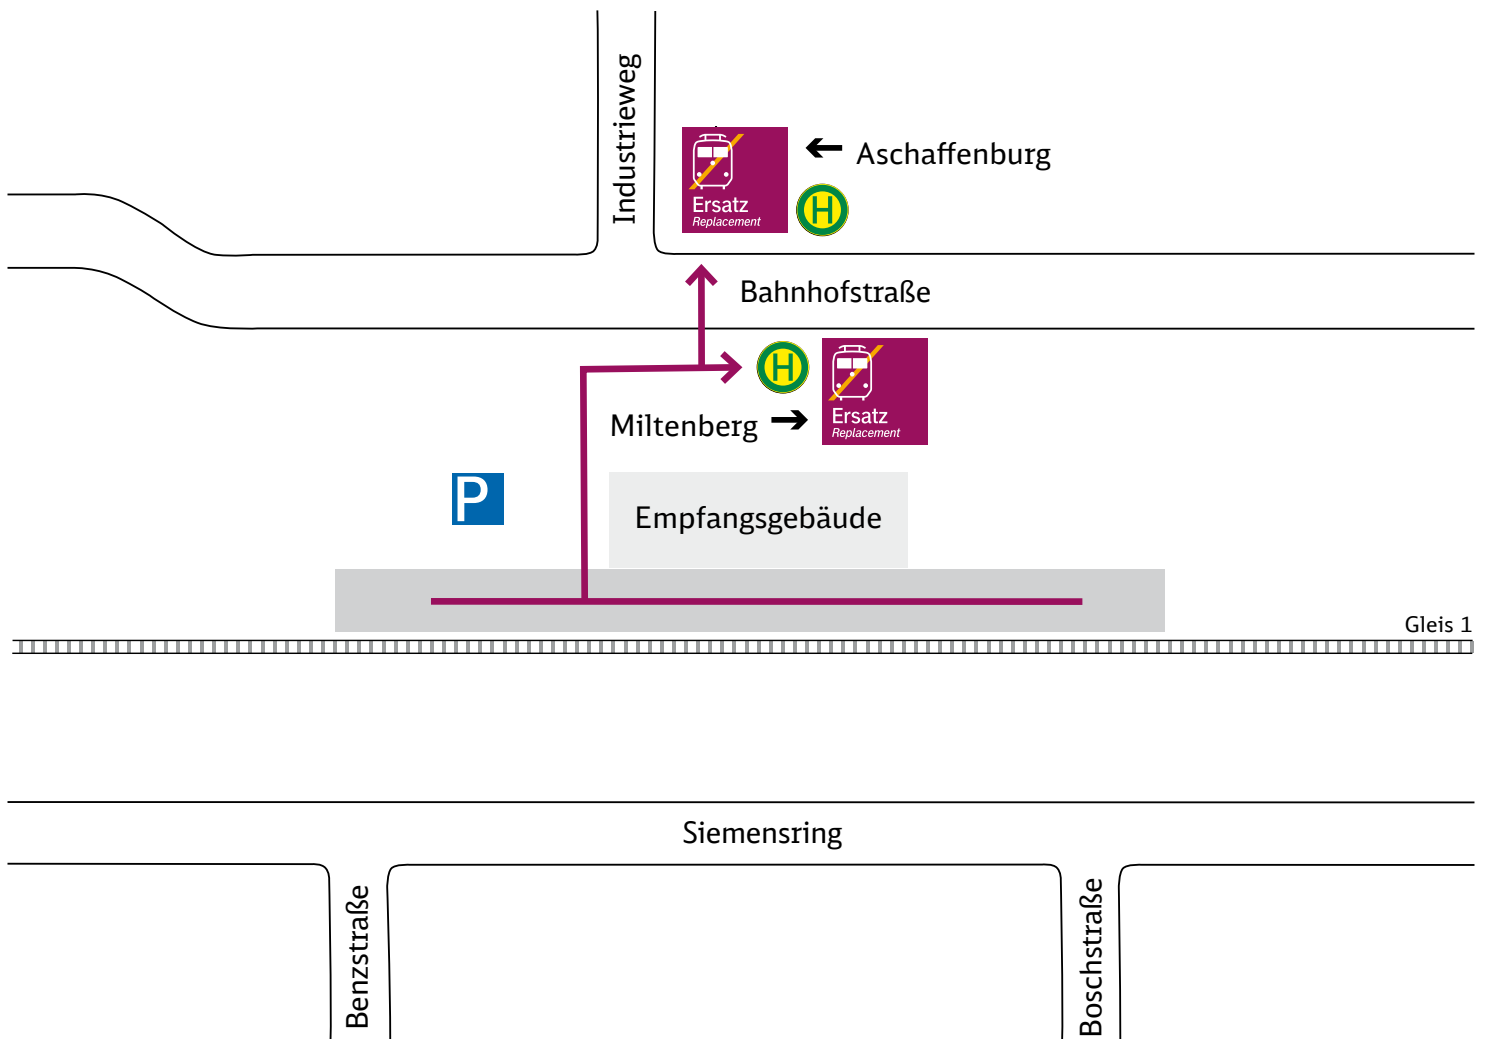 Industrieweg
Aschaffenburg
Ersatz
Replacement
H
Bahnhofstraße
H
Miltenberg
Ersatz
Replacement
P
Empfangsgebäude
Gleis 1
Siemensring
Benzstraße
Boschstraße